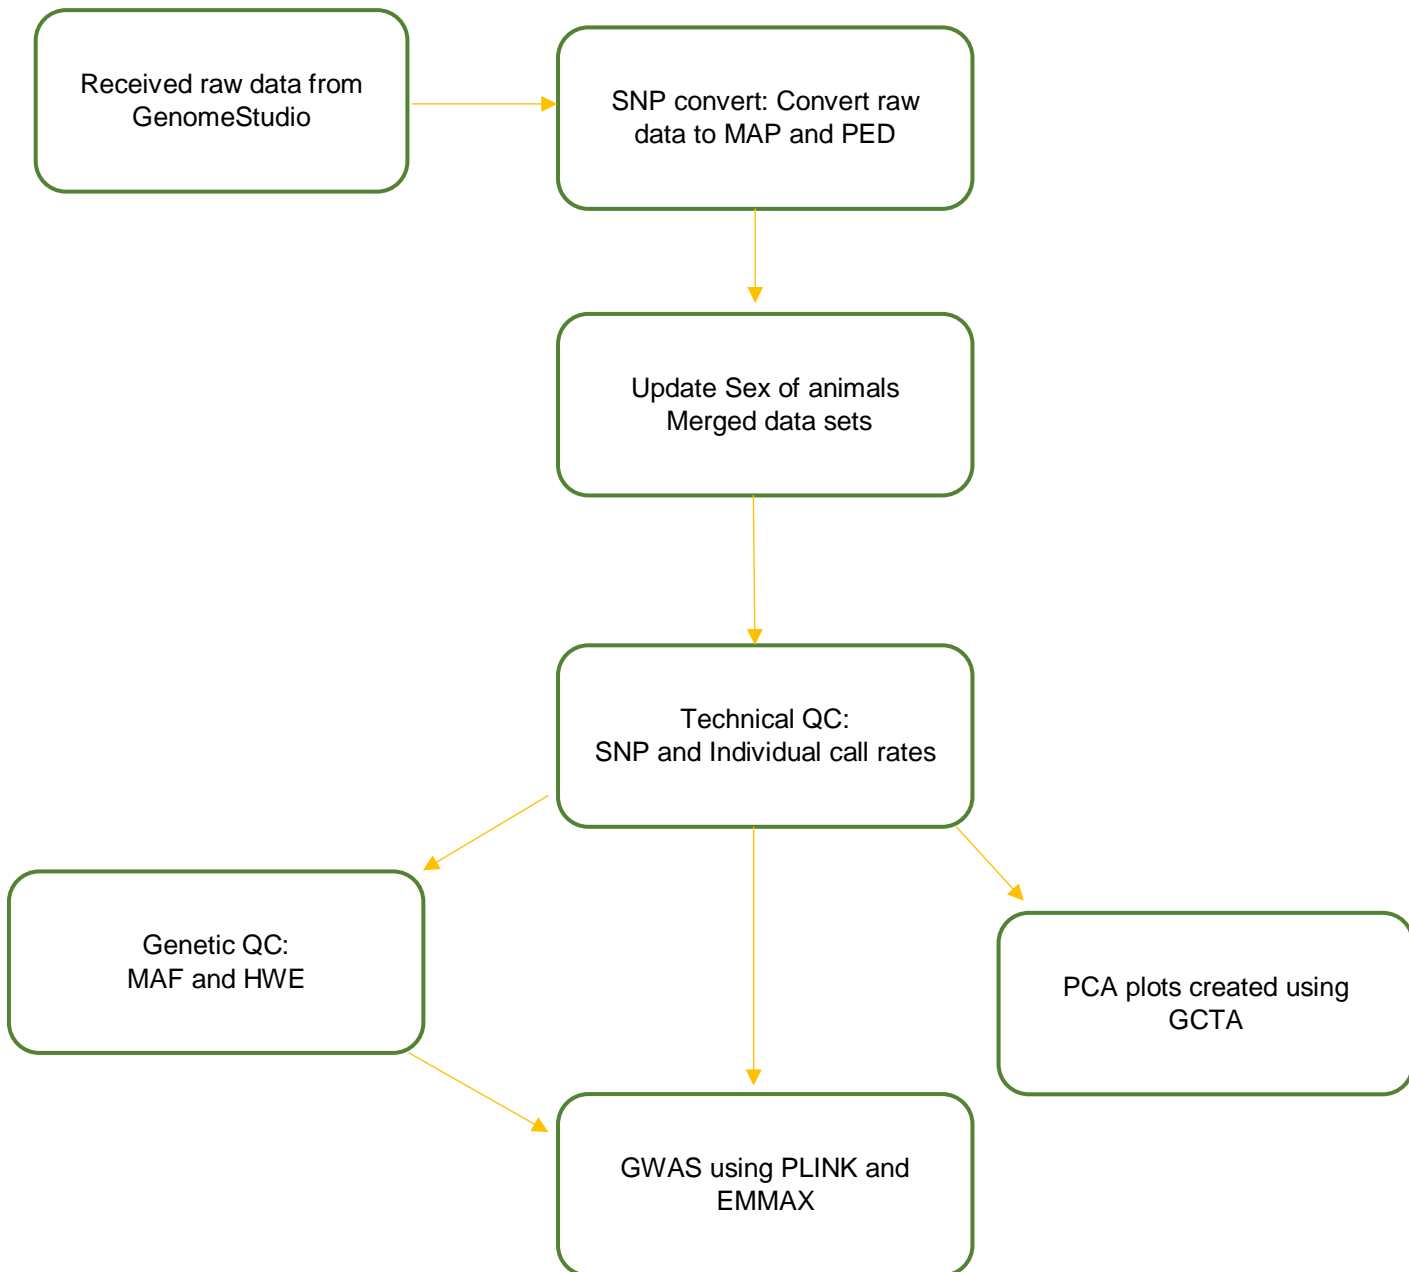 Received raw data from
GenomeStudio
SNP convert: Convert raw
data to MAP and PED
Update Sex of animals
Merged data sets
Technical QC:
SNP and Individual call rates
Genetic QC:
MAF and HWE
PCA plots created using
GCTA
GWAS using PLINK and
EMMAX